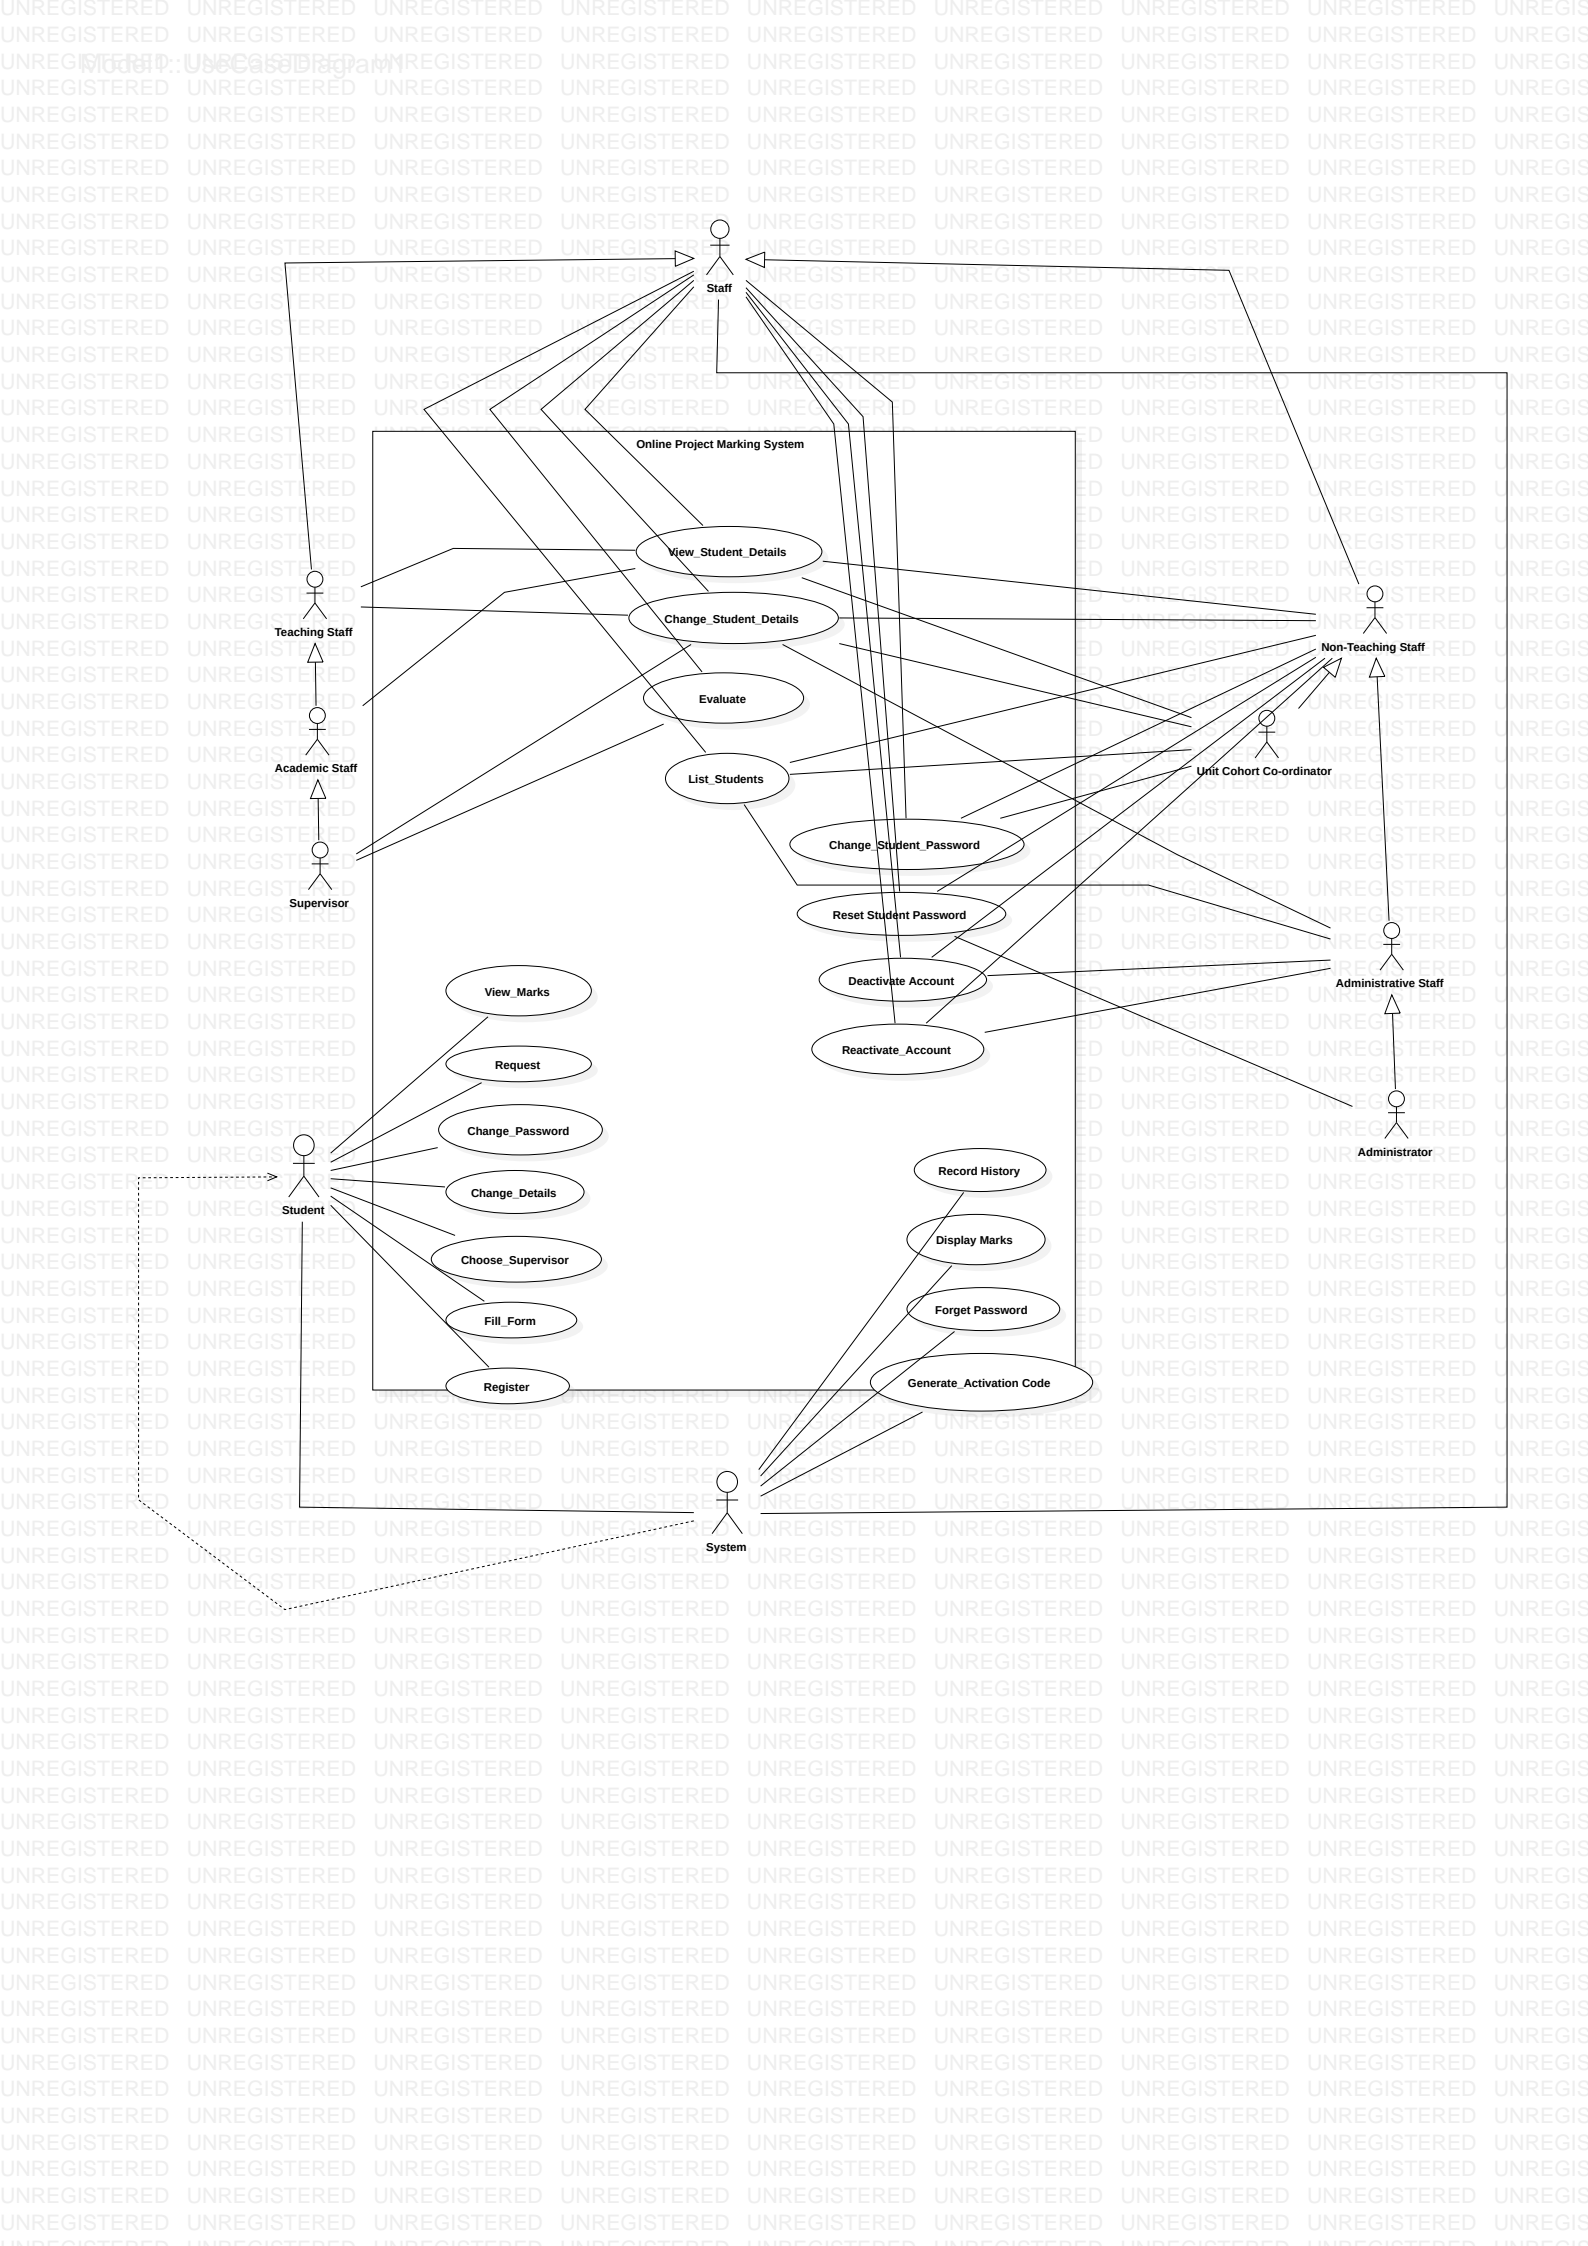 Model1::UseCaseDiagram1
Staff
Online Project Marking System
View_Student_Details
Change_Student_Details
Teaching Staff
Non-Teaching Staff
Evaluate
Academic Staff
List_Students
Unit Cohort Co-ordinator
Change_Student_Password
Supervisor
Reset Student Password
Deactivate Account
Administrative Staff
View_Marks
Reactivate_Account
Request
Change_Password
Administrator
Record History
Change_Details
Student
Display Marks
Choose_Supervisor
Forget Password
Fill_Form
Generate_Activation Code
Register
System
UNREGISTERED